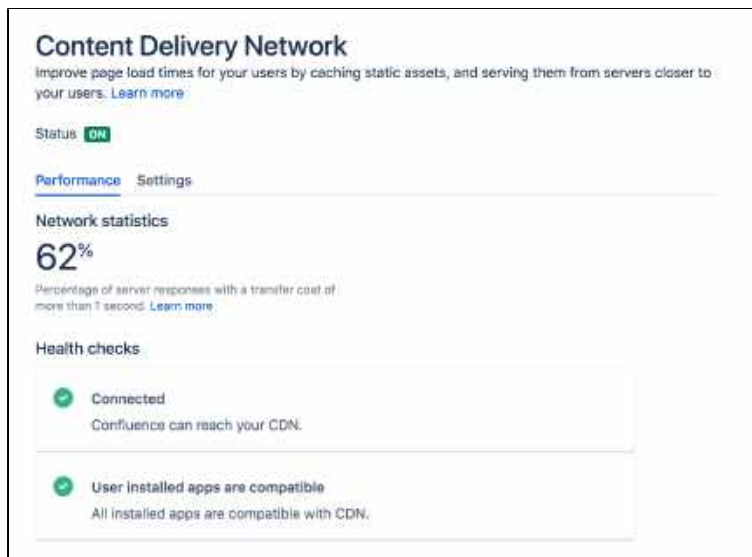 Content Delivery Network
Improve page load times for your users by caching static assets, and serving them from servers closer to
your users. Learn more
Status ON
Performance Settings
Network statistics
62%
Percentage of server responses with a transfer cost of
more than 1 second. Learn more
Health checks
Connected
Confluence can reach your CDN.
User installed apps are compatible
All installed apps are compatible with CDN.